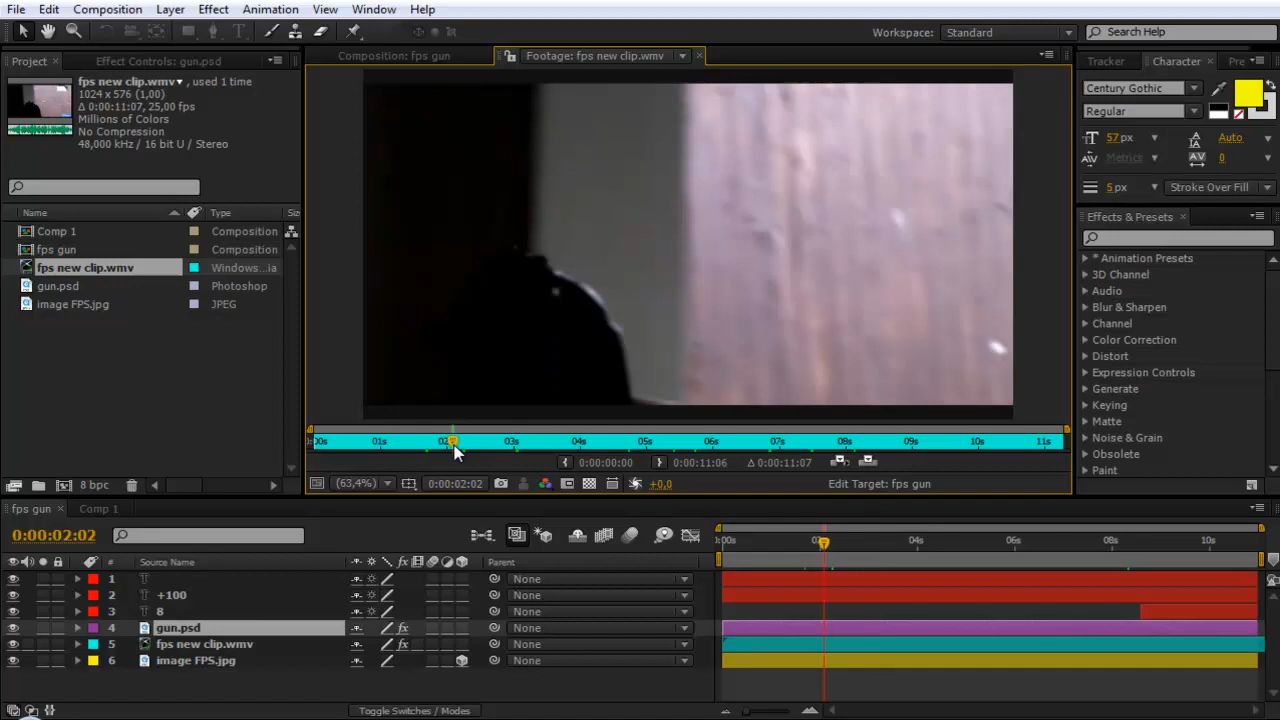 File Edit Composition Layer Effect Animation View Window Help
Workspace: Standard Search Help
Project Effect Controls: gun.psd
Composition: fps gun Footage: fps new clip.wmv
Tracker Character Pre
fps new clip.wmv , used 1 time
1024 x 576 (1,00)
Δ 0:00:11:07, 25,00 fps
Millions of Colors
No Compression
48,000 kHz / 16 bit U / Stereo
Century Gothic
Regular
57 px Auto
Metrics 0
5 px Stroke Over Fill
Name Type Siz
Comp 1 Composition
fps gun Composition
fps new clip.wmv Windows...ia
gun.psd Photoshop
image FPS.jpg JPEG
Effects & Presets
* Animation Presets
3D Channel
Audio
Blur & Sharpen
Channel
Color Correction
Distort
Expression Controls
Generate
Keying
Matte
Noise & Grain
Obsolete
Paint
:00s 01s 02 03s 04s 05s 06s 07s 08s 09s 10s 11s
0:00:00:00 0:00:11:06 Δ 0:00:11:07
8 bpc (63,4%) 0:00:02:02 +0,0 Edit Target: fps gun
fps gun Comp 1
0:00:02:02
:00s 02s 04s 06s 08s 10s
# Source Name fx Parent
1 T None
2 T +100 None
3 T 8 None
4 gun.psd fx None
5 fps new clip.wmv fx None
6 image FPS.jpg None
Toggle Switches / Modes